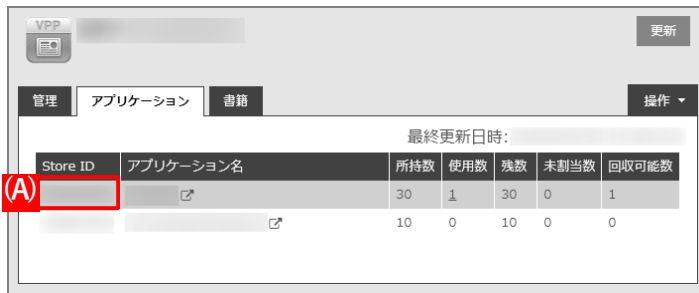 VPP
更新
管理 アプリケーション 書籍 操作 ▼
最終更新日時:
Store ID アプリケーション名 所持数 使用数 残数 未割当数 回収可能数
(A) 30 1 30 0 1
10 0 10 0 0